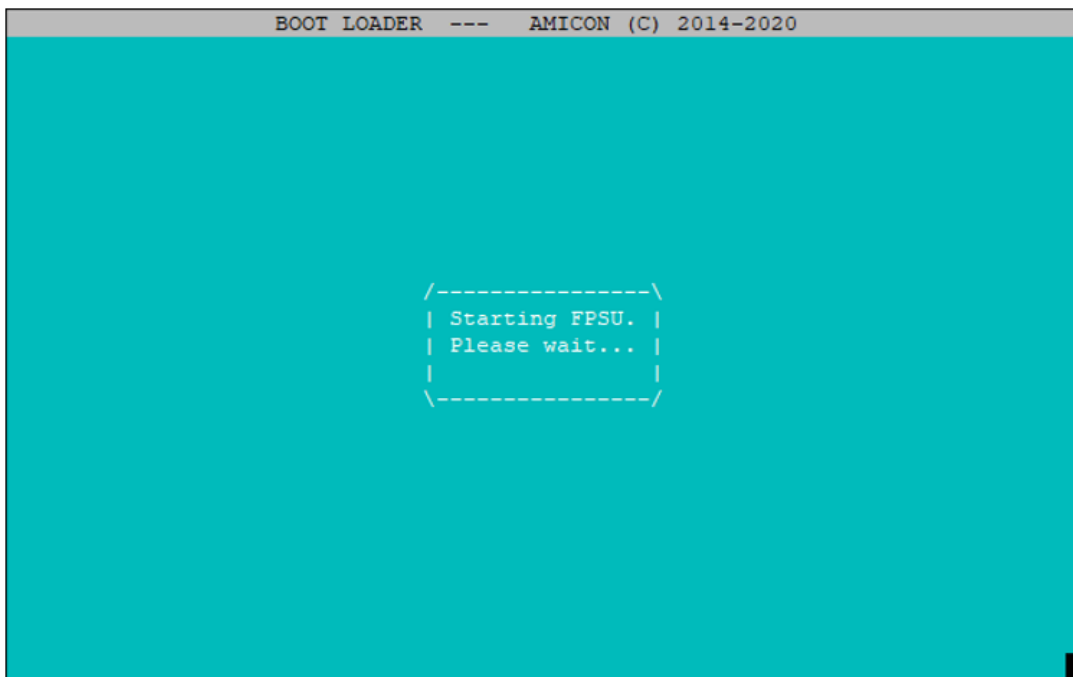 BOOT LOADER --- AMICON (C) 2014-2020
Starting FPSU.
Please wait...